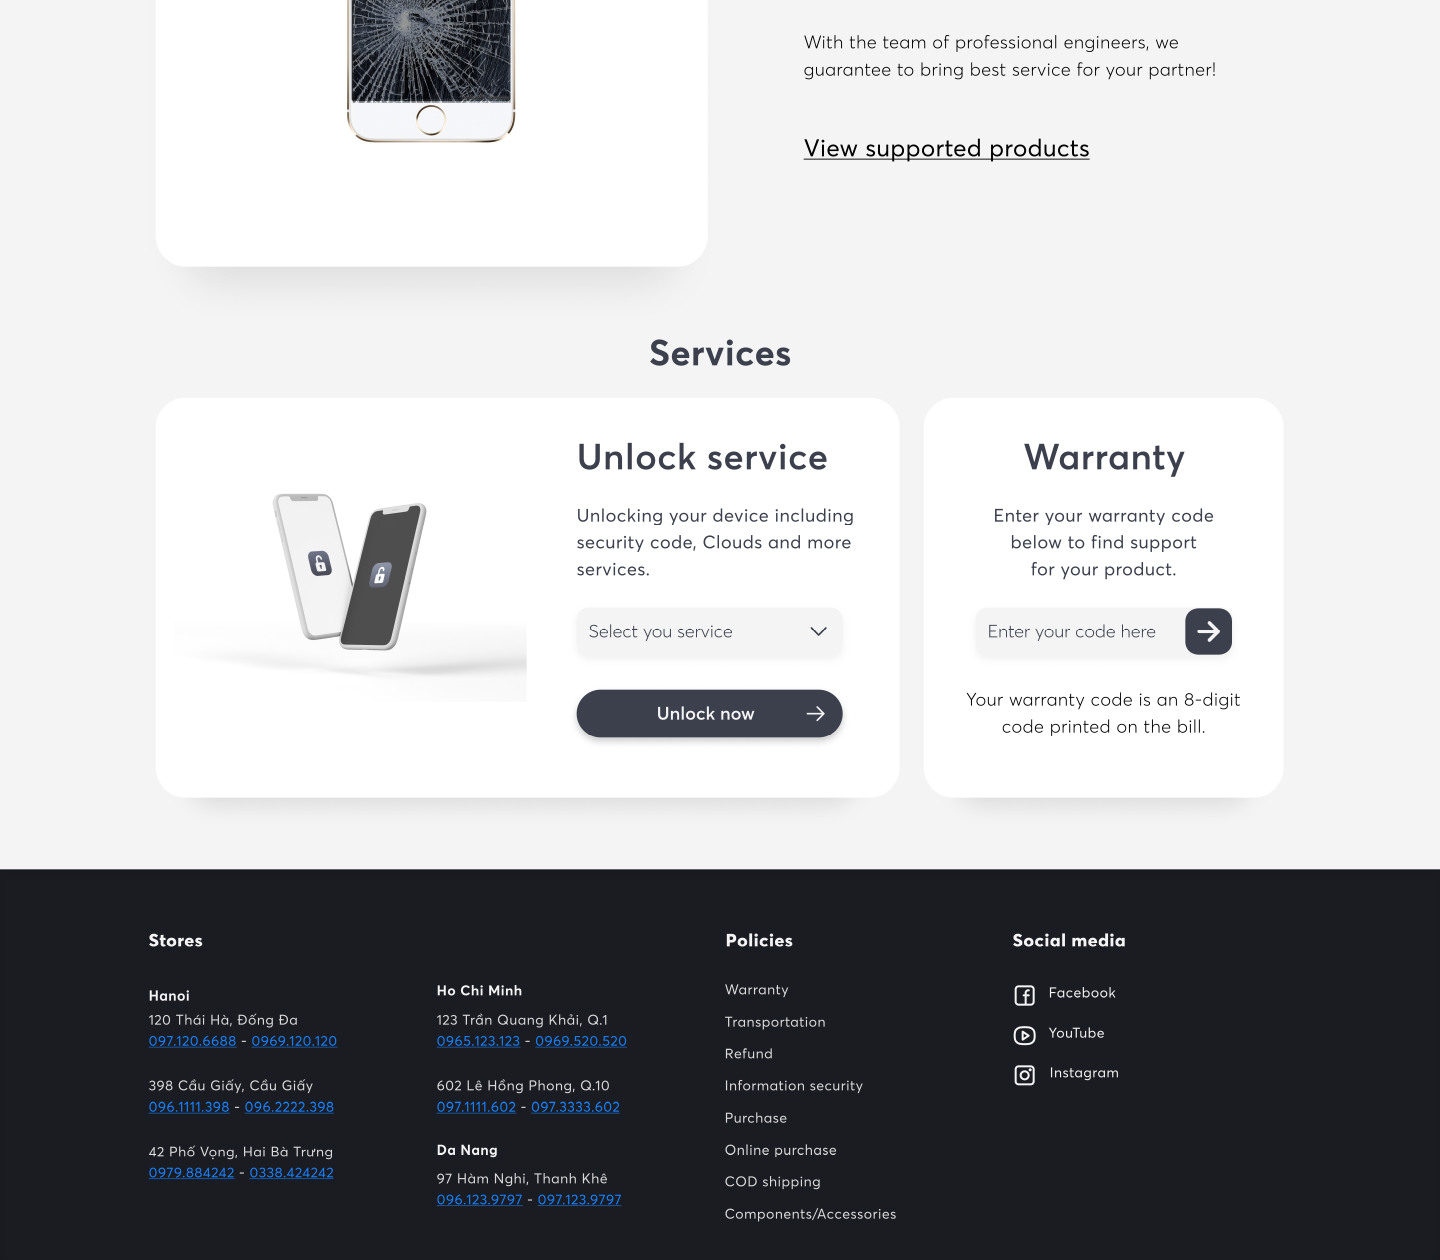 With the team of professional engineers, we
guarantee to bring best service for your partner!
View supported products
Services
Unlock service
Unlocking your device including
security code, Clouds and more
services.
Select you service
Unlock now
Warranty
Enter your warranty code
below to find support
for your product.
Enter your code here
Your warranty code is an 8-digit
code printed on the bill.
Stores
Hanoi
120 Thái Hà, Đống Đa
097.120.6688 - 0969.120.120
398 Cầu Giấy, Cầu Giấy
096.1111.398 - 096.2222.398
42 Phố Vọng, Hai Bà Trưng
0979.884242 - 0338.424242
Ho Chi Minh
123 Trần Quang Khải, Q.1
0965.123.123 - 0969.520.520
602 Lê Hồng Phong, Q.10
097.1111.602 - 097.3333.602
Da Nang
97 Hàm Nghi, Thanh Khê
096.123.9797 - 097.123.9797
Policies
Warranty
Transportation
Refund
Information security
Purchase
Online purchase
COD shipping
Components/Accessories
Social media
Facebook
YouTube
Instagram